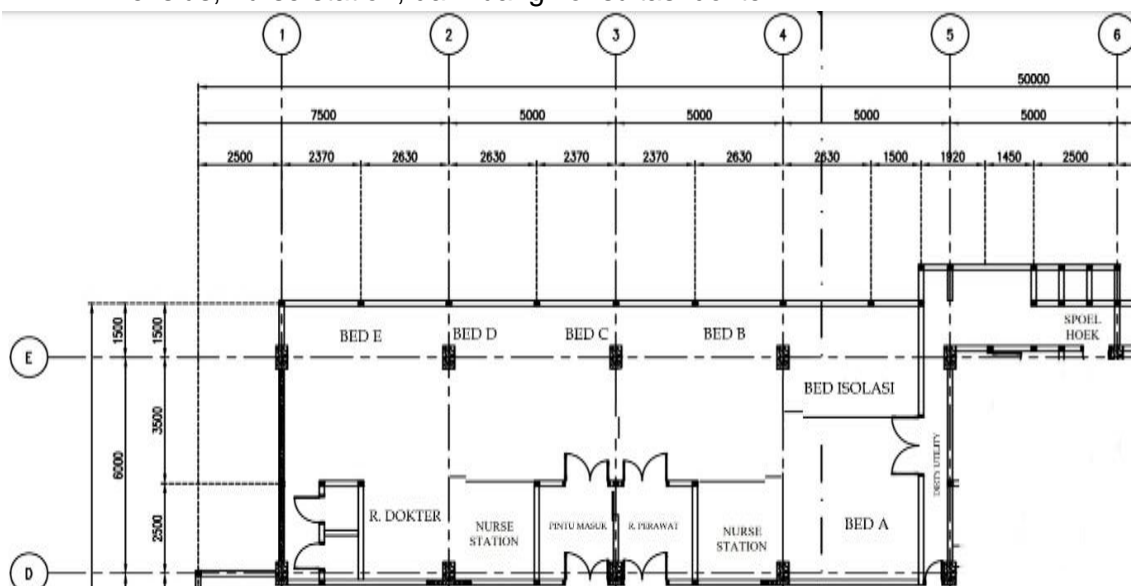 1 2 3 4 5 6
50000
7500 5000 5000 5000 5000
2500 2370 2630 2630 2370 2370 2630 2630 1500 1920 1450 2500
1500 1500
E
BED E BED D BED C BED B
SPOEL
HOEK
BED ISOLASI
6000 3500
DIRTY UTILITY
2500
R. DOKTER
NURSE
STATION
PINTU MASUK
R. PERAWAT
NURSE
STATION
BED A
D